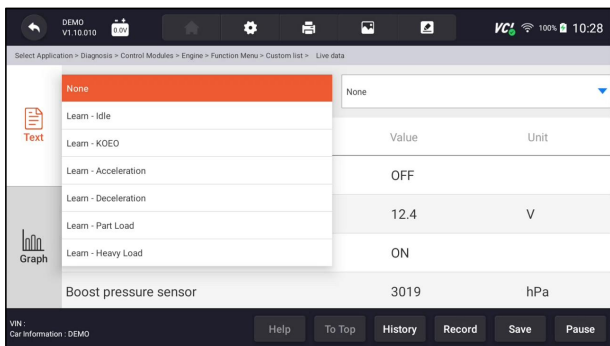 DEMO
V1.10.010
0.0V
VCI
100%
10:28
Select Application > Diagnosis > Control Modules > Engine > Function Menu > Custom list > Live data
None
None
Learn - Idle
Learn - KOEO
Learn - Acceleration
Learn - Deceleration
Learn - Part Load
Learn - Heavy Load
Text
Graph
Value
Unit
OFF
12.4
V
ON
Boost pressure sensor
3019
hPa
VIN :
Car Information : DEMO
Help
To Top
History
Record
Save
Pause